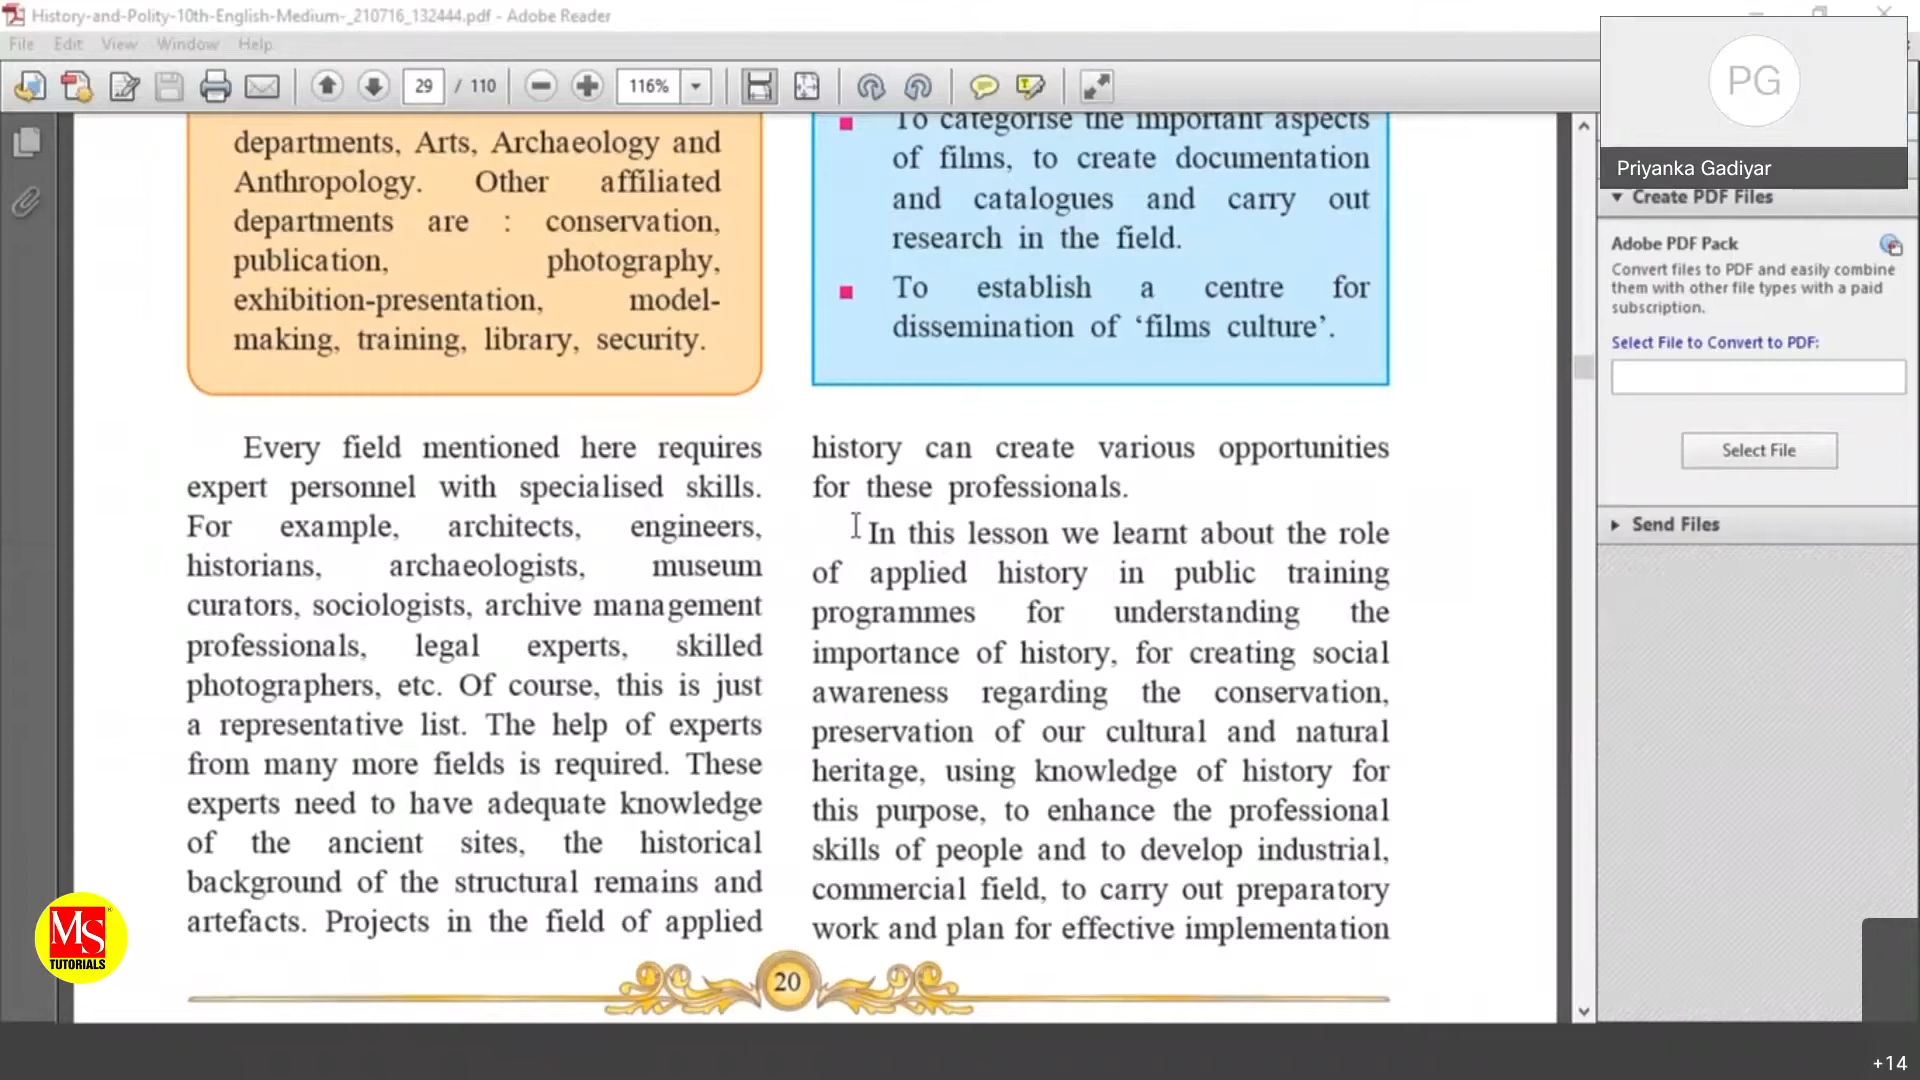 History-and-Polity-10th-English-Medium-_210716_132444.pdf - Adobe Reader
File Edit View Window Help
29 / 110 116%
departments, Arts, Archaeology and
Anthropology. Other affiliated
departments are : conservation,
publication, photography,
exhibition-presentation, model-
making, training, library, security.
To categorise the important aspects
of films, to create documentation
and catalogues and carry out
research in the field.
To establish a centre for
dissemination of ‘films culture’.
Every field mentioned here requires
expert personnel with specialised skills.
For example, architects, engineers,
historians, archaeologists, museum
curators, sociologists, archive management
professionals, legal experts, skilled
photographers, etc. Of course, this is just
a representative list. The help of experts
from many more fields is required. These
experts need to have adequate knowledge
of the ancient sites, the historical
background of the structural remains and
artefacts. Projects in the field of applied
history can create various opportunities
for these professionals.
In this lesson we learnt about the role
of applied history in public training
programmes for understanding the
importance of history, for creating social
awareness regarding the conservation,
preservation of our cultural and natural
heritage, using knowledge of history for
this purpose, to enhance the professional
skills of people and to develop industrial,
commercial field, to carry out preparatory
work and plan for effective implementation
20
PG
Priyanka Gadiyar
Create PDF Files
Adobe PDF Pack
Convert files to PDF and easily combine
them with other file types with a paid
subscription.
Select File to Convert to PDF:
Select File
Send Files
MS
TUTORIALS
+14